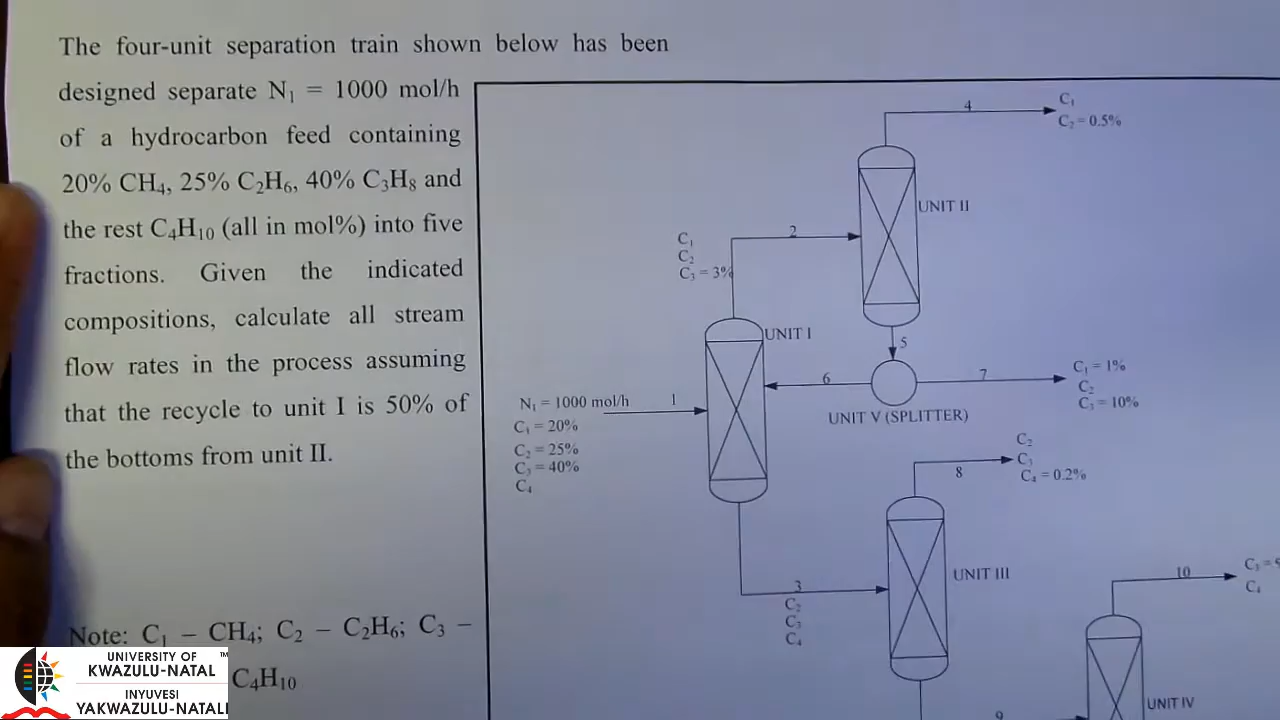 The four-unit separation train shown below has been
designed separate N₁ = 1000 mol/h
of a hydrocarbon feed containing
20% CH₄, 25% C₂H₆, 40% C₃H₈ and
the rest C₄H₁₀ (all in mol%) into five
fractions. Given the indicated
compositions, calculate all stream
flow rates in the process assuming
that the recycle to unit I is 50% of
the bottoms from unit II.
Note: C₁ – CH₄; C₂ – C₂H₆; C₃ –
C₄H₁₀
4
C₁
C₂ = 0.5%
UNIT II
2
C₁
C₂
C₃ = 3%
UNIT I
5
6
7
C₁ = 1%
C₂
C₃ = 10%
UNIT V (SPLITTER)
N₁ = 1000 mol/h
1
C₁ = 20%
C₂ = 25%
C₃ = 40%
C₄
8
C₂
C₃
C₄ = 0.2%
UNIT III
3
C₂
C₃
C₄
10
C₄
UNIT IV
9
UNIVERSITY OF ™
KWAZULU-NATAL
INYUVESI
YAKWAZULU-NATALI